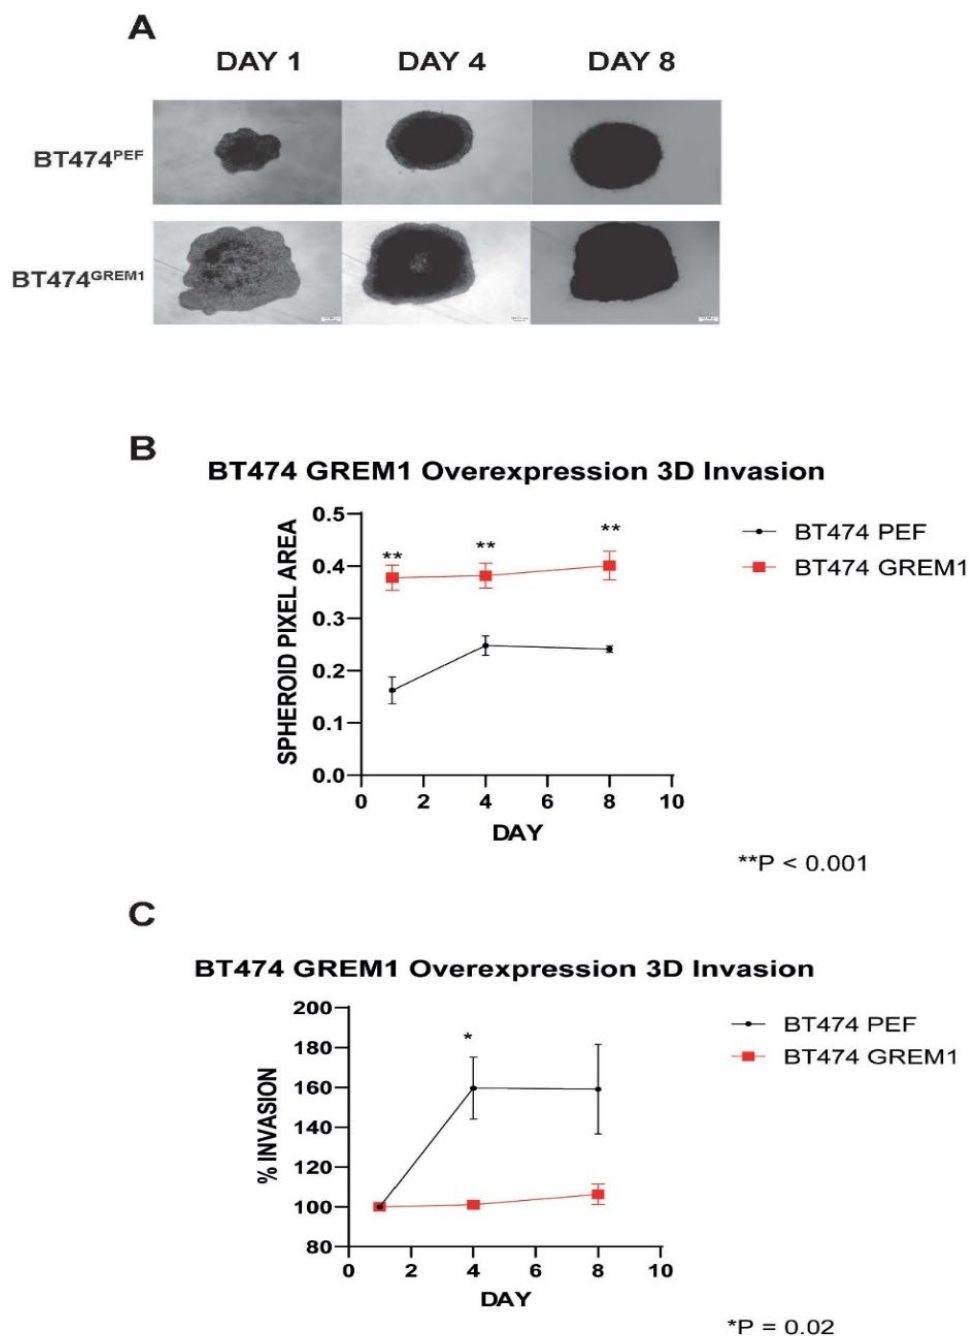 A
DAY 1 DAY 4 DAY 8
BT474PEF
BT474GREM1
B
BT474 GREM1 Overexpression 3D Invasion
SPHEROID PIXEL AREA
0.5
0.4
0.3
0.2
0.1
0.0
0 2 4 6 8 10
DAY
** ** **
BT474 PEF
BT474 GREM1
**P < 0.001
C
BT474 GREM1 Overexpression 3D Invasion
% INVASION
200
180
160
140
120
100
80
0 2 4 6 8 10
DAY
*
BT474 PEF
BT474 GREM1
*P = 0.02